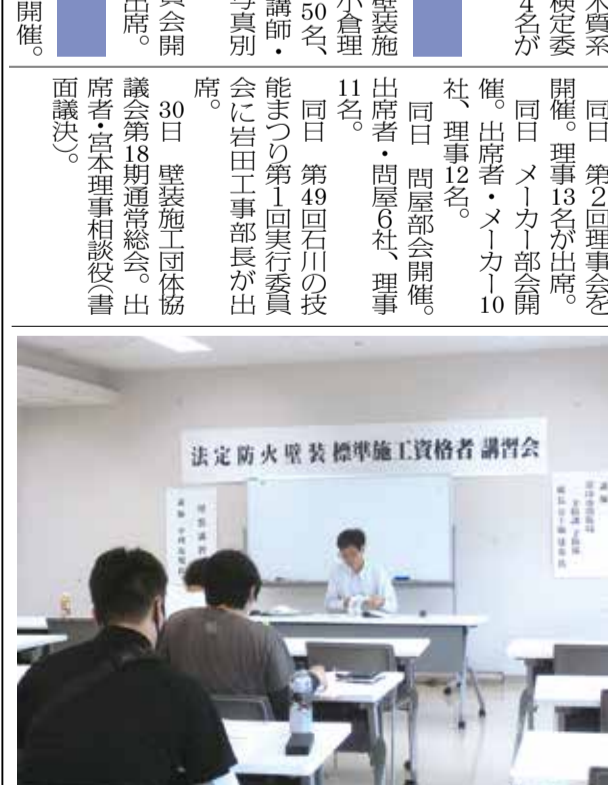 木質系
検定委
4名が
壁装施
小倉理
50名、
講師・
写真別
員会開
出席。
開催。
同日　第2回理事会を
開催。理事13名が出席。
同日　メーカー部会開
催。出席者・メーカー10
社、理事12名。
同日　問屋部会開催。
出席者・問屋6社、理事
11名。
同日　第49回石川の技
能まつり第1回実行委員
会に岩田工事部長が出
席。
30日　壁装施工団体協
議会第18期通常総会。出
席者・宮本理事相談役(書
面議決)。
法定防火壁装標準施工資格者講習会